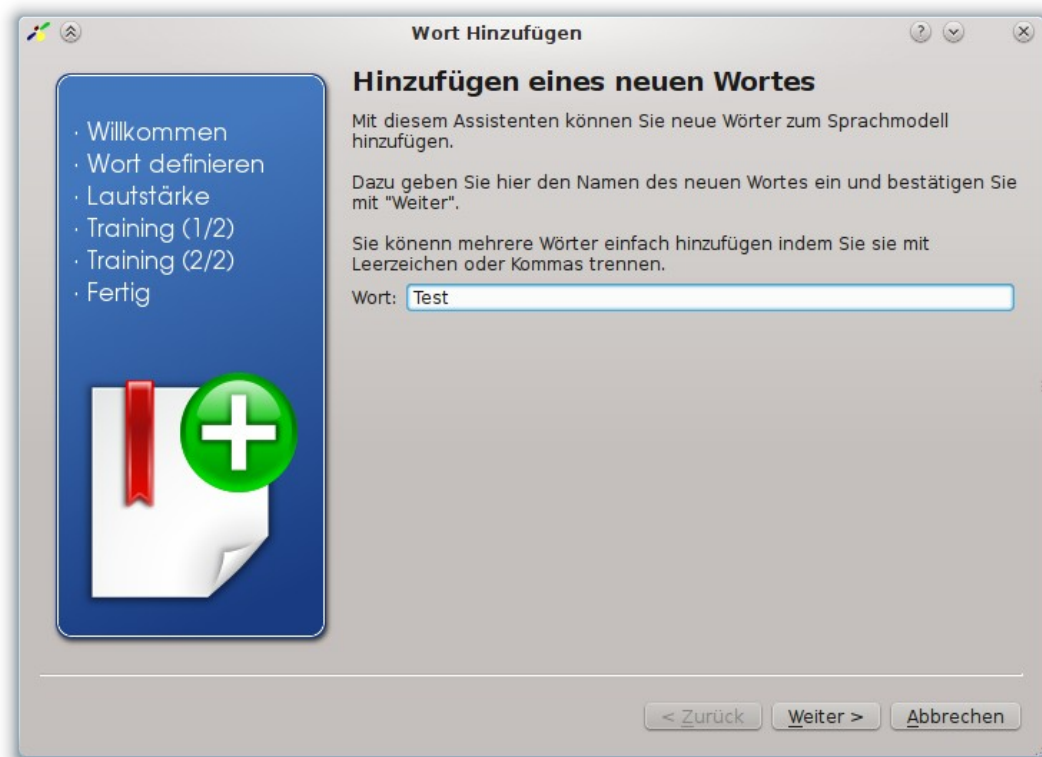 Wort Hinzufügen
· Willkommen
· Wort definieren
· Lautstärke
· Training (1/2)
· Training (2/2)
· Fertig
Hinzufügen eines neuen Wortes
Mit diesem Assistenten können Sie neue Wörter zum Sprachmodell
hinzufügen.
Dazu geben Sie hier den Namen des neuen Wortes ein und bestätigen Sie
mit "Weiter".
Sie könenn mehrere Wörter einfach hinzufügen indem Sie sie mit
Leerzeichen oder Kommas trennen.
Wort: Test
< Zurück Weiter > Abbrechen